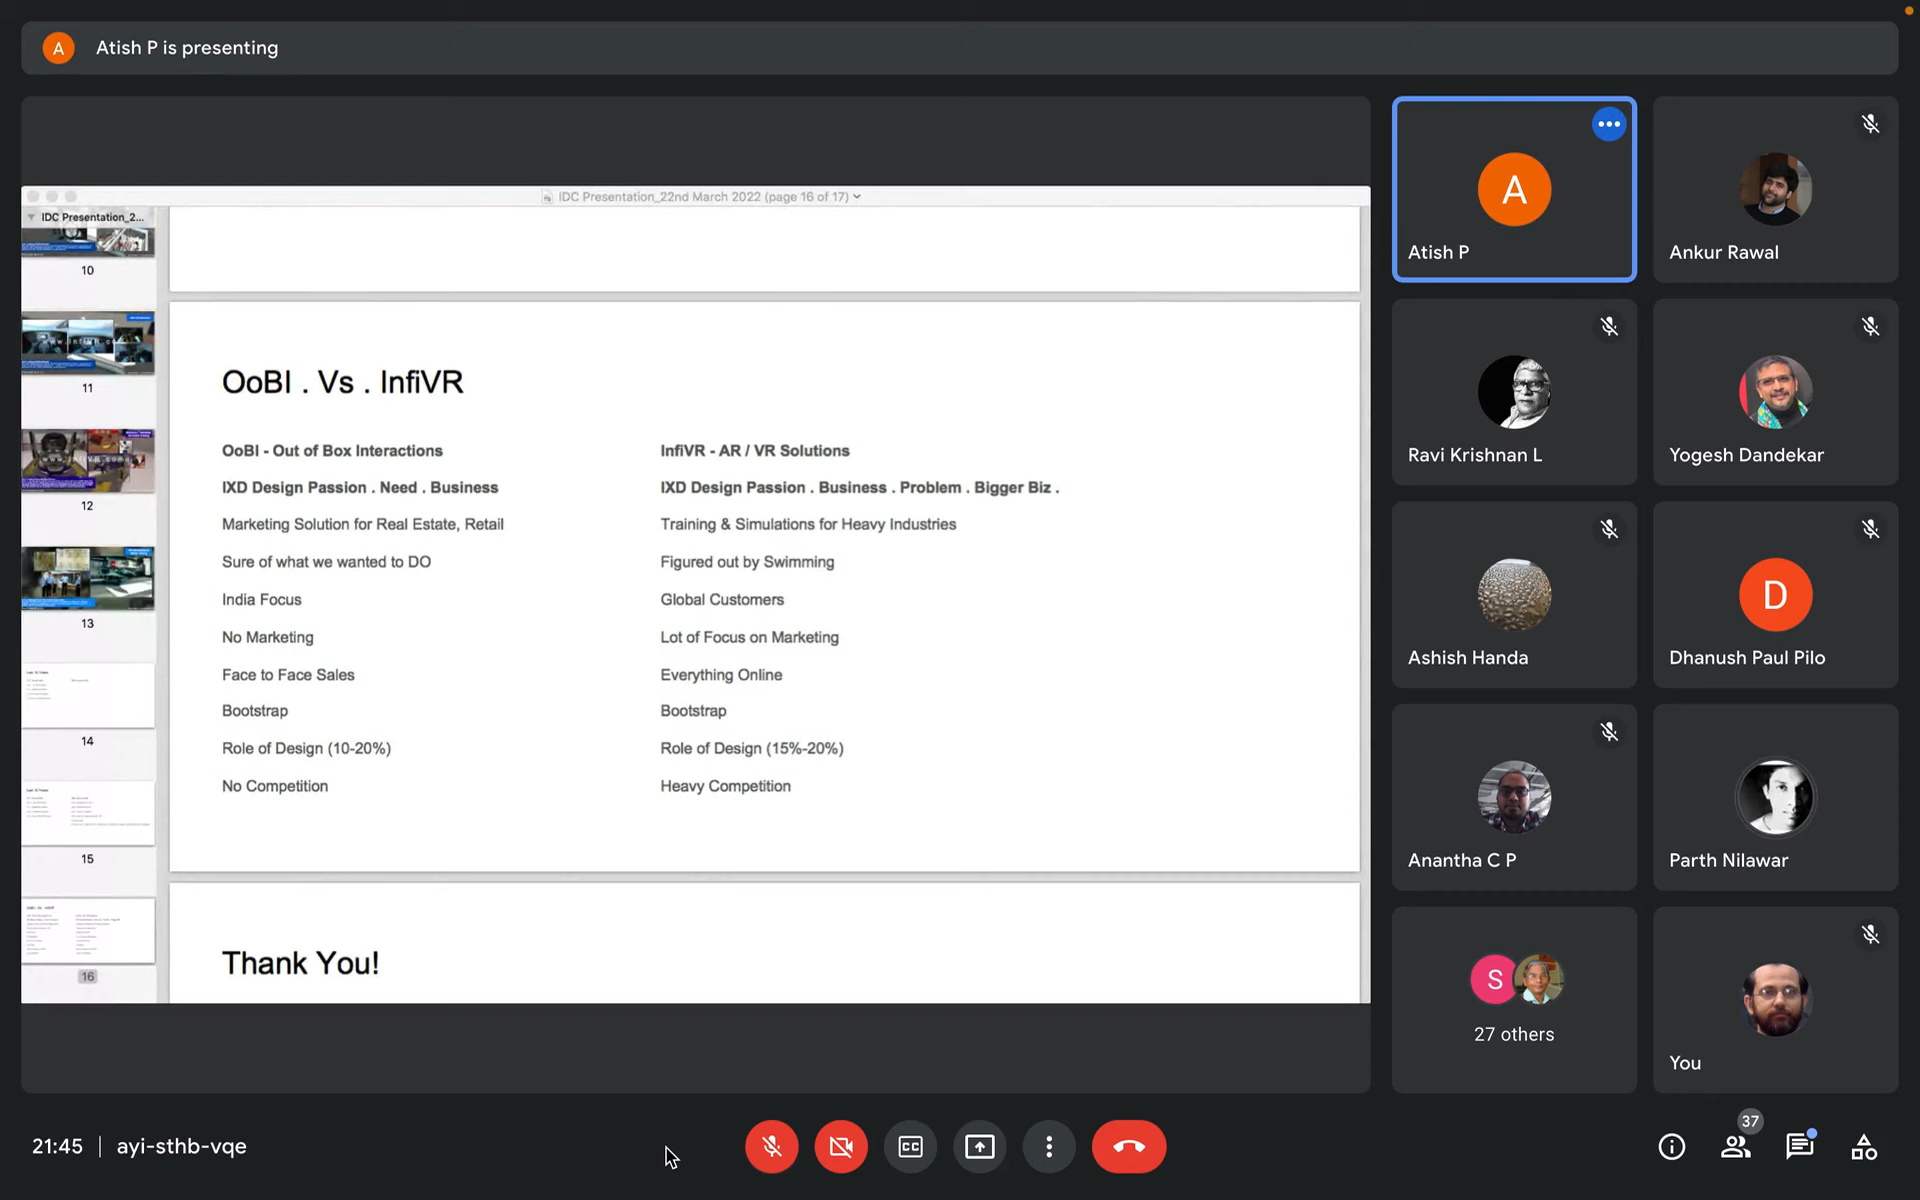 A Atish P is presenting
IDC Presentation_22nd March 2022 (page 16 of 17)
IDC Presentation_2...
10
11
12
13
14
15
16
OoBI . Vs . InfiVR
OoBI - Out of Box Interactions
IXD Design Passion . Need . Business
Marketing Solution for Real Estate, Retail
Sure of what we wanted to DO
India Focus
No Marketing
Face to Face Sales
Bootstrap
Role of Design (10-20%)
No Competition
InfiVR - AR / VR Solutions
IXD Design Passion . Business . Problem . Bigger Biz .
Training & Simulations for Heavy Industries
Figured out by Swimming
Global Customers
Lot of Focus on Marketing
Everything Online
Bootstrap
Role of Design (15%-20%)
Heavy Competition
Thank You!
A
Atish P
Ankur Rawal
Ravi Krishnan L
Yogesh Dandekar
Ashish Handa
D
Dhanush Paul Pilo
Anantha C P
Parth Nilawar
S
27 others
You
21:45 | ayi-sthb-vqe
CC
37